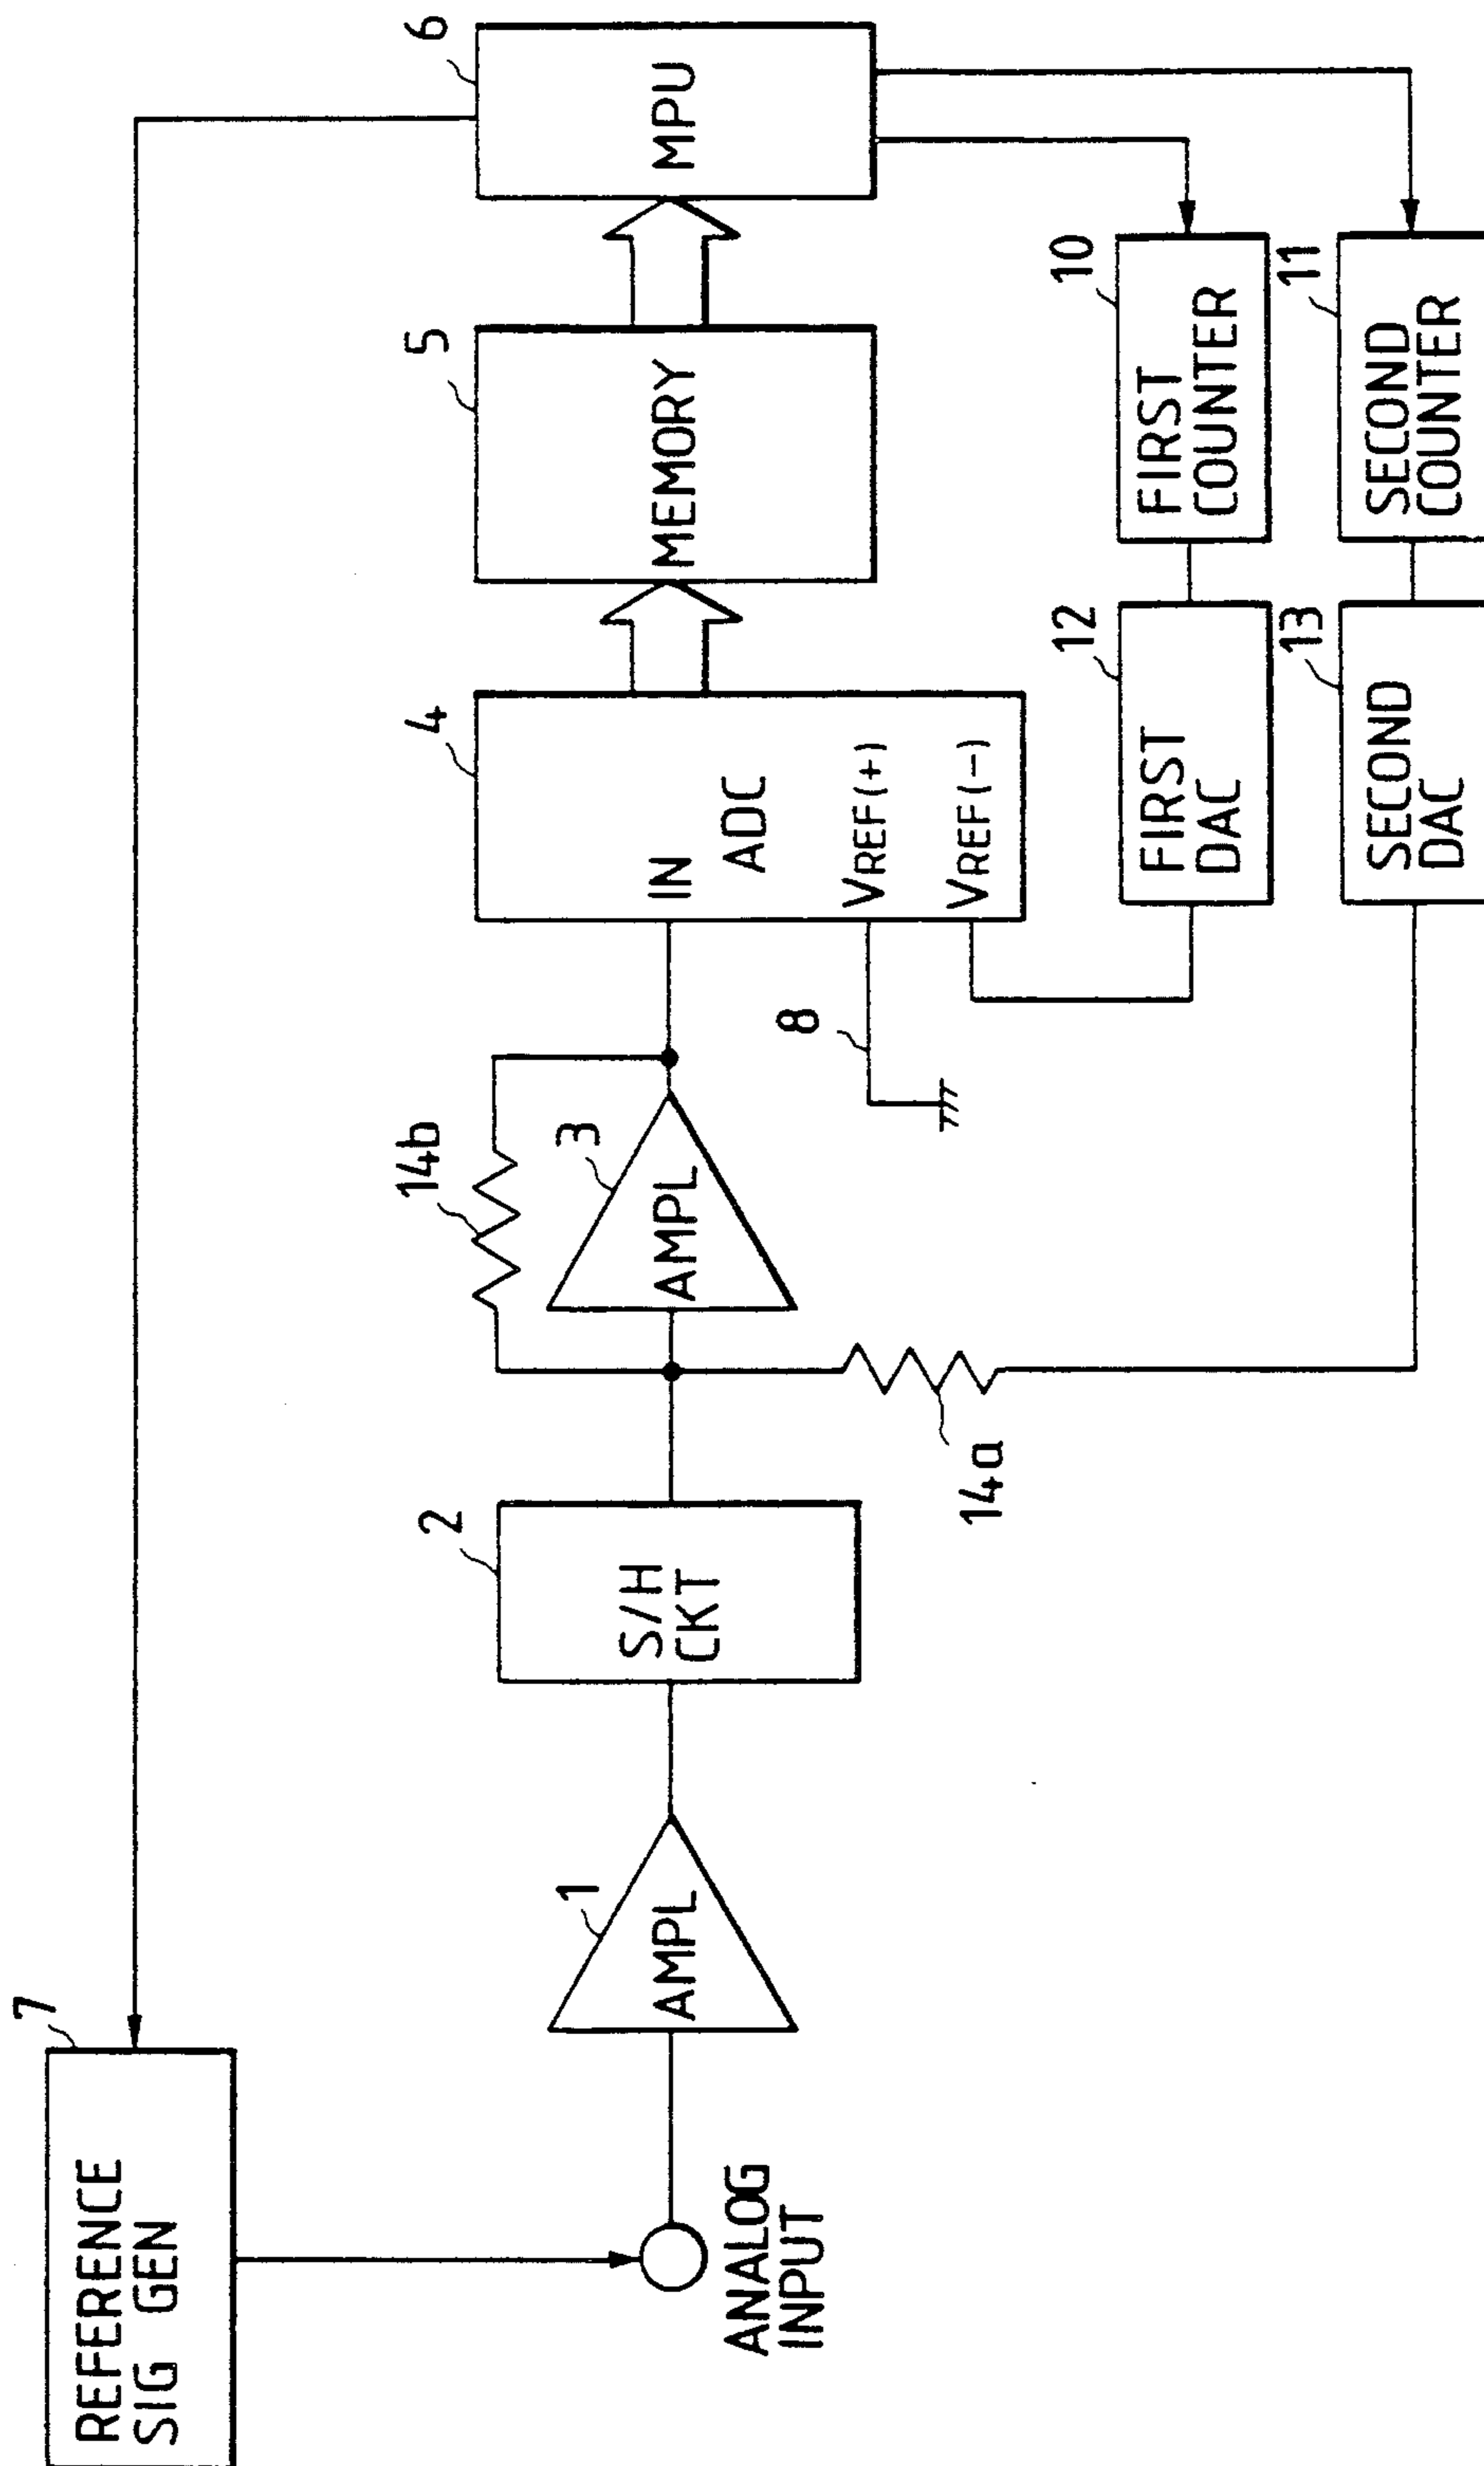 7
REFERENCE
SIG GEN
ANALOG
INPUT
1
AMPL
2
S/H
CKT
14a
14b
3
AMPL
8
4
IN
ADC
VREF(+)
VREF(-)
5
MEMORY
6
MPU
12
FIRST
DAC
10
FIRST
COUNTER
13
SECOND
DAC
11
SECOND
COUNTER